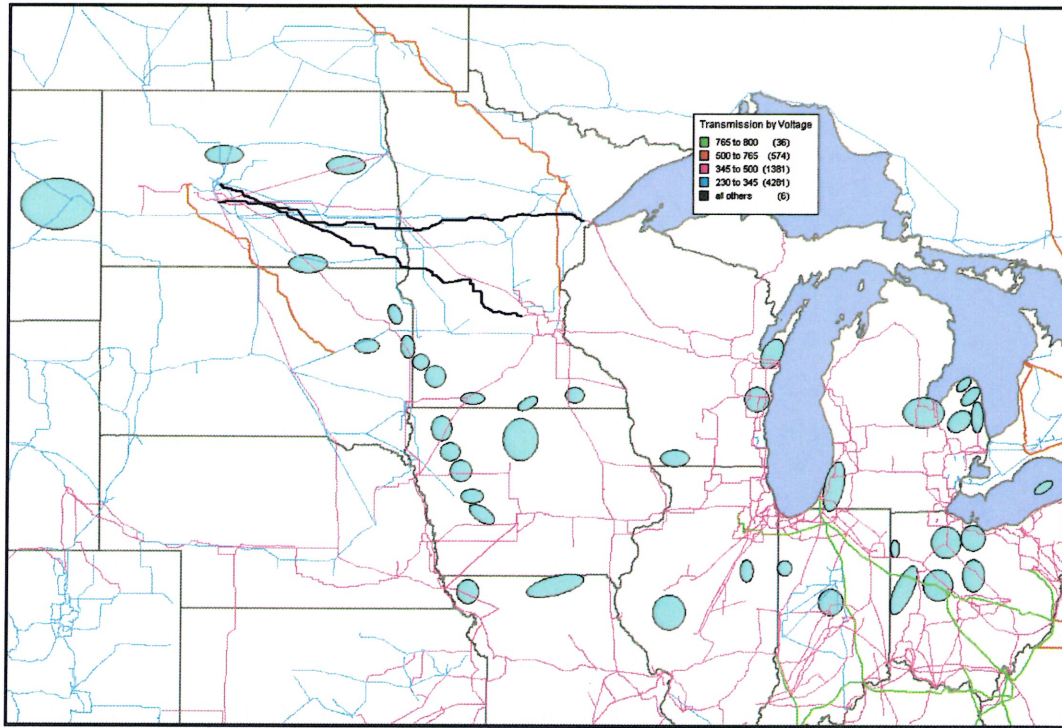 Transmission by Voltage
765 to 800 (36)
500 to 765 (574)
345 to 500 (1381)
230 to 345 (4281)
all others (6)